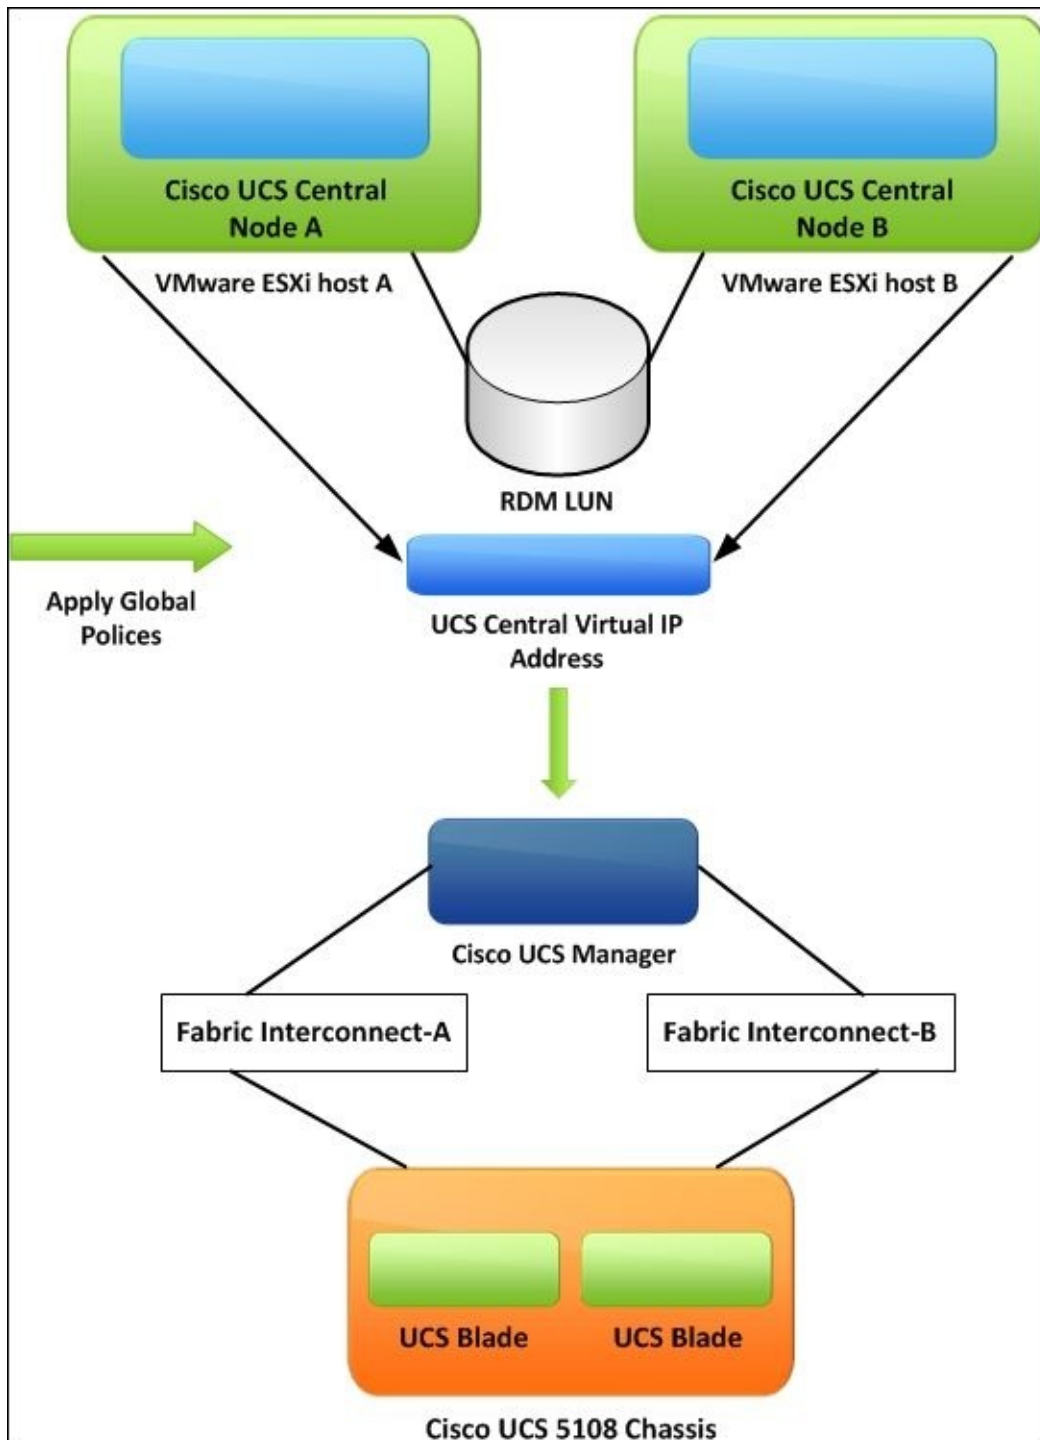 Cisco UCS Central
Node A
Cisco UCS Central
Node B
VMware ESXi host A
VMware ESXi host B
RDM LUN
Apply Global
Polices
UCS Central Virtual IP
Address
Cisco UCS Manager
Fabric Interconnect-A
Fabric Interconnect-B
UCS Blade
UCS Blade
Cisco UCS 5108 Chassis